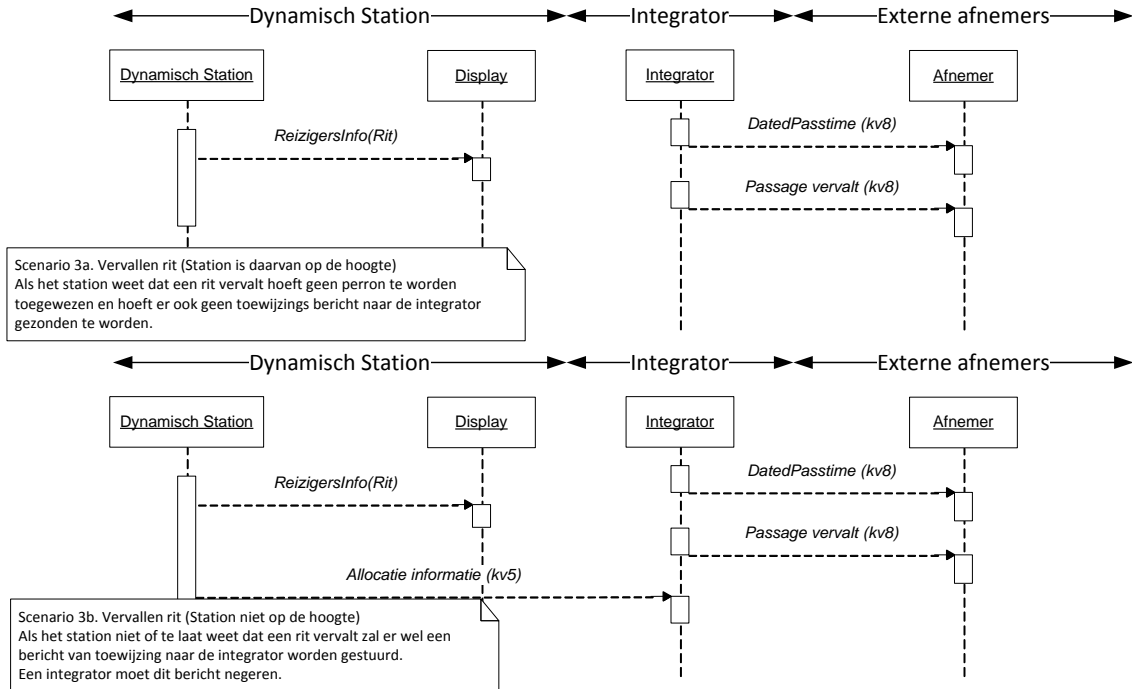 Dynamisch Station Integrator Externe afnemers
Dynamisch Station Display Integrator Afnemer
DatedPasstime (kv8)
ReizigersInfo(Rit)
Passage vervalt (kv8)
Scenario 3a. Vervallen rit (Station is daarvan op de hoogte)
Als het station weet dat een rit vervalt hoeft geen perron te worden
toegewezen en hoeft er ook geen toewijzings bericht naar de integrator
gezonden te worden.
Dynamisch Station Integrator Externe afnemers
Dynamisch Station Display Integrator Afnemer
DatedPasstime (kv8)
ReizigersInfo(Rit)
Passage vervalt (kv8)
Allocatie informatie (kv5)
Scenario 3b. Vervallen rit (Station niet op de hoogte)
Als het station niet of te laat weet dat een rit vervalt zal er wel een
bericht van toewijzing naar de integrator worden gestuurd.
Een integrator moet dit bericht negeren.